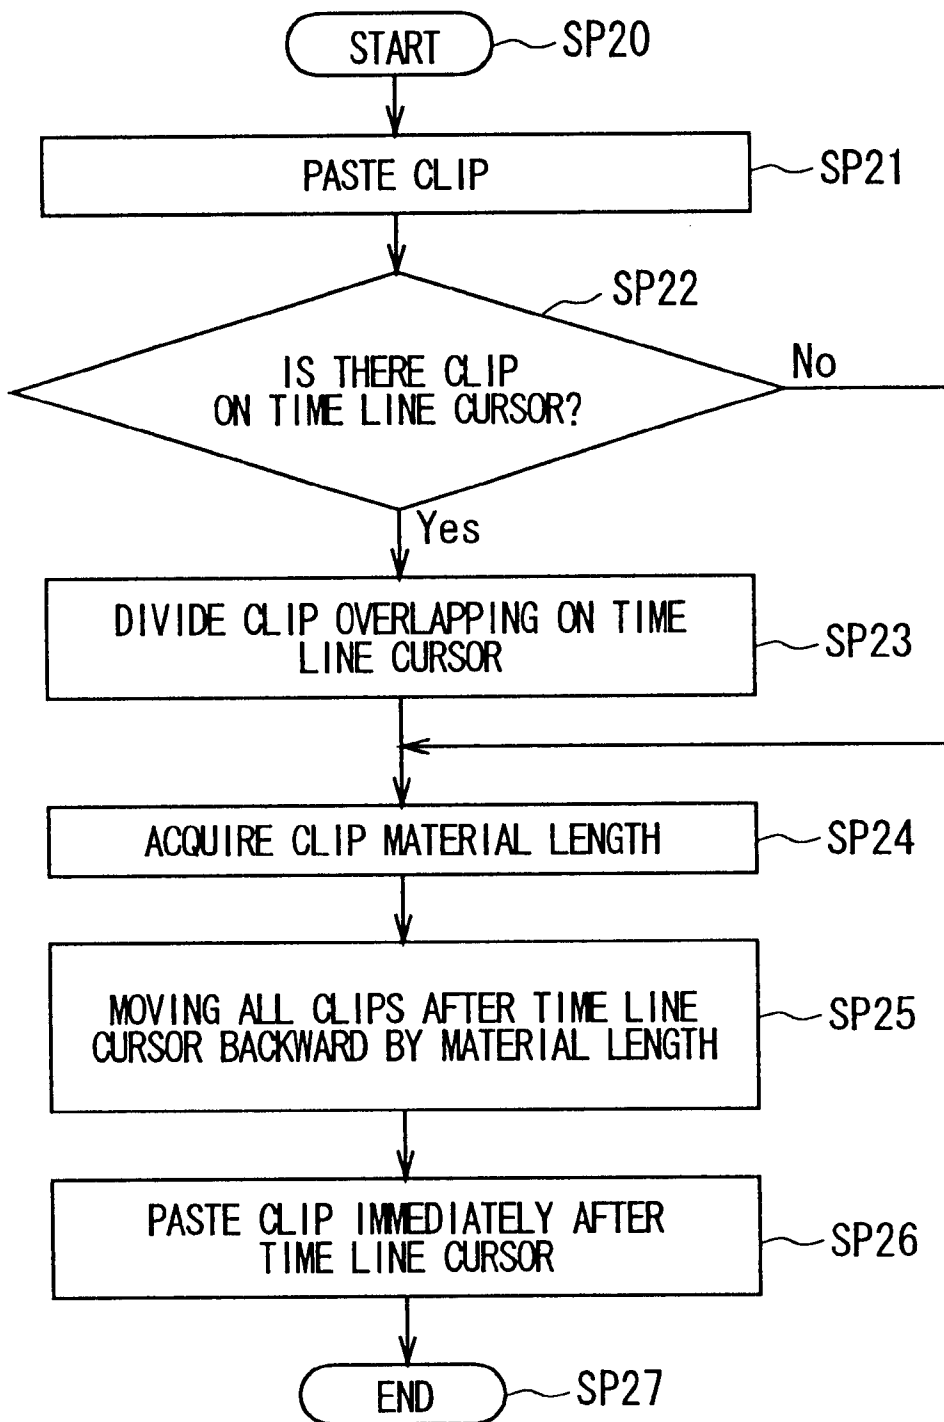 START
SP20
PASTE CLIP
SP21
SP22
IS THERE CLIP
ON TIME LINE CURSOR?
No
Yes
DIVIDE CLIP OVERLAPPING ON TIME
LINE CURSOR
SP23
ACQUIRE CLIP MATERIAL LENGTH
SP24
MOVING ALL CLIPS AFTER TIME LINE
CURSOR BACKWARD BY MATERIAL LENGTH
SP25
PASTE CLIP IMMEDIATELY AFTER
TIME LINE CURSOR
SP26
END
SP27